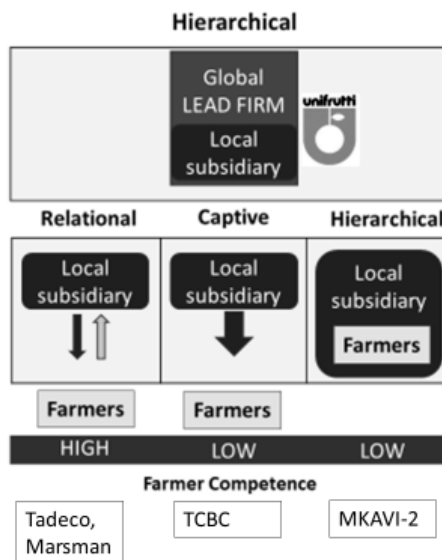 Hierarchical
Global
LEAD FIRM
unifrutti
Local
subsidiary
Relational
Captive
Hierarchical
Local
subsidiary
Local
subsidiary
Local
subsidiary
Farmers
Farmers
Farmers
HIGH
LOW
LOW
Farmer Competence
Tadeco,
Marsman
TCBC
MKAVI-2